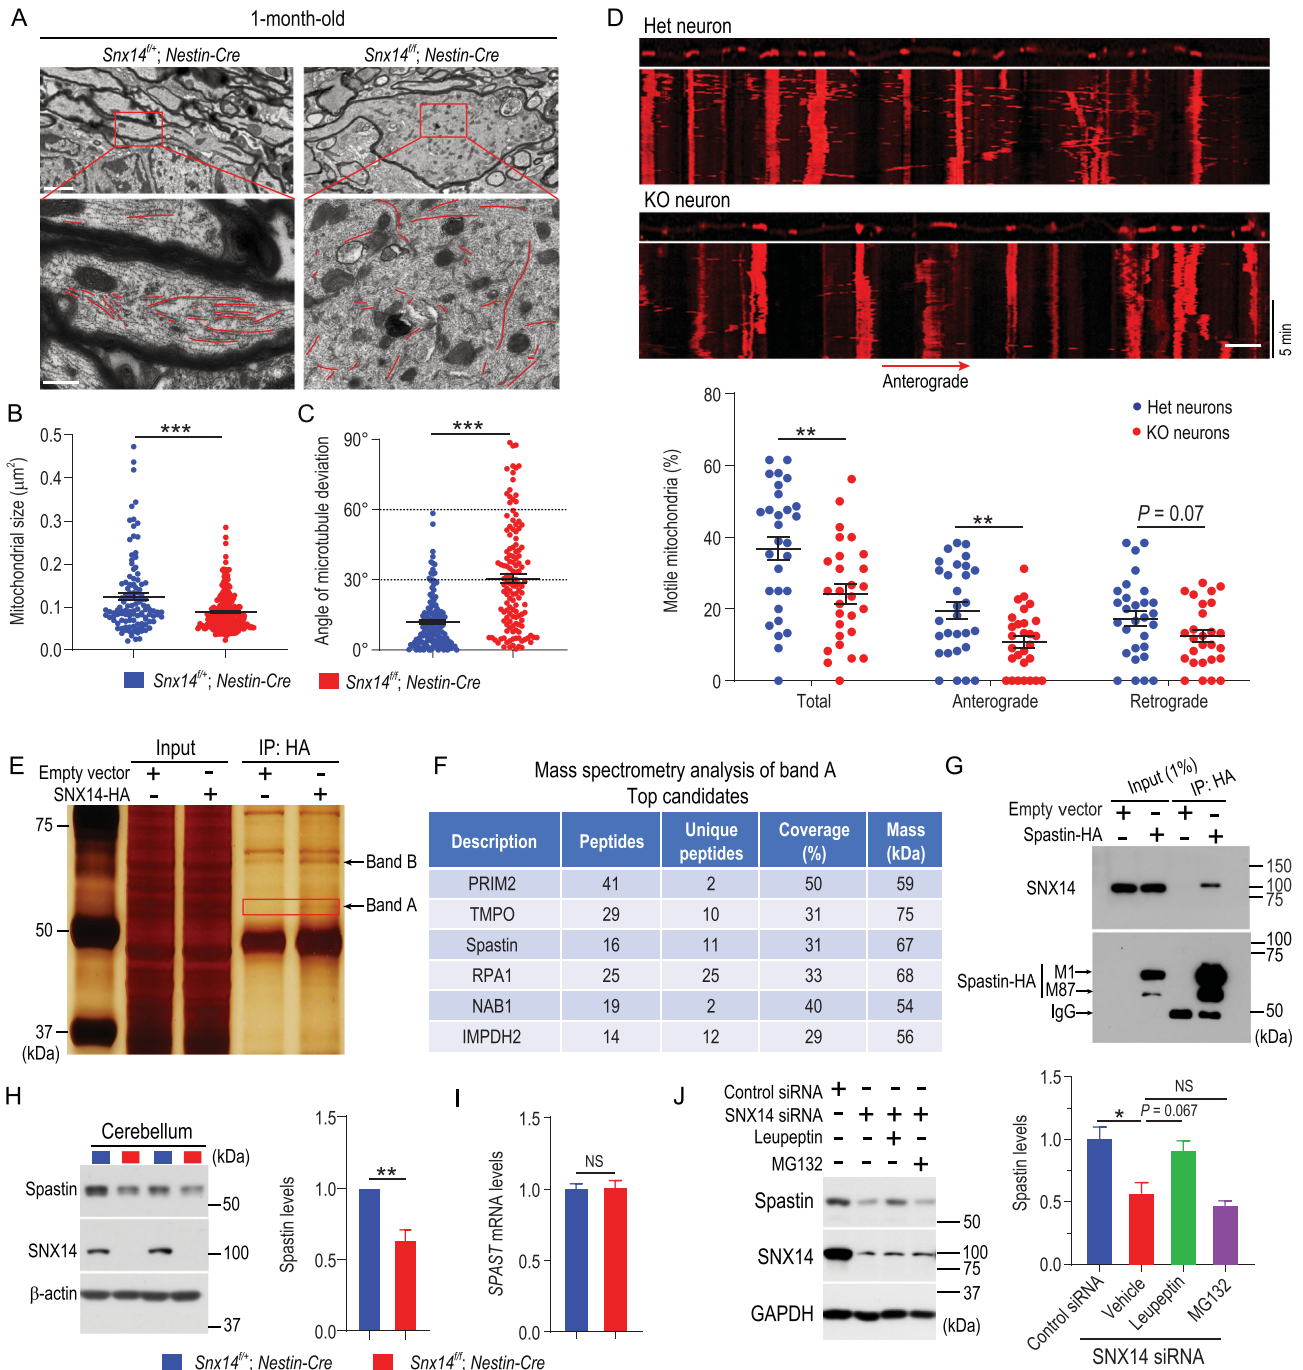 A
1-month-old
Snx14f/+; Nestin-Cre
Snx14f/f; Nestin-Cre
B
Mitochondrial size (μm2)
0.5
0.4
0.3
0.2
0.1
0
***
C
Angle of microtubule deviation
90°
60°
30°
0°
***
Snx14f/+; Nestin-Cre
Snx14f/f; Nestin-Cre
D
Het neuron
KO neuron
5 min
Anterograde
Motile mitochondria (%)
80
60
40
20
0
Het neurons
KO neurons
**
**
P = 0.07
Total
Anterograde
Retrograde
E
Input
IP: HA
Empty vector + - + -
SNX14-HA - + - +
75
50
37
(kDa)
Band B
Band A
F
Mass spectrometry analysis of band A
Top candidates
Description Peptides Unique peptides Coverage (%) Mass (kDa)
PRIM2 41 2 50 59
TMPO 29 10 31 75
Spastin 16 11 31 67
RPA1 25 25 33 68
NAB1 19 2 40 54
IMPDH2 14 12 29 56
G
Input (1%)
IP: HA
Empty vector + - + -
Spastin-HA - + - +
SNX14
150
100
75
100
75
Spastin-HA
M1
M87
IgG
50
(kDa)
H
Cerebellum
(kDa)
Spastin
50
SNX14
100
β-actin
37
Spastin levels
1.5
1.0
0.5
0.0
**
I
SPAST mRNA levels
1.5
1.0
0.5
0.0
NS
Snx14f/+; Nestin-Cre
Snx14f/f; Nestin-Cre
J
Control siRNA + - - -
SNX14 siRNA - + + +
Leupeptin - - + -
MG132 - - - +
Spastin
50
SNX14
100
75
37
GAPDH
(kDa)
Spastin levels
1.5
1.0
0.5
0.0
NS
P = 0.067
*
Control siRNA
Vehicle
Leupeptin
MG132
SNX14 siRNA